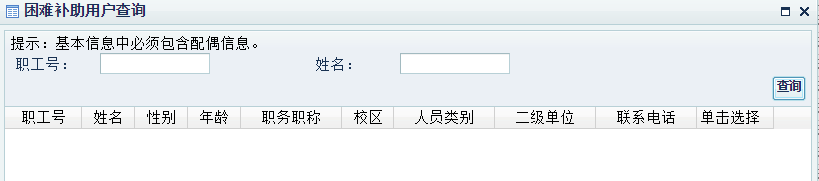 困难补助用户查询
提示：基本信息中必须包含配偶信息。
职工号： 姓名：
查询
职工号 姓名 性别 年龄 职务职称 校区 人员类别 二级单位 联系电话 单击选择